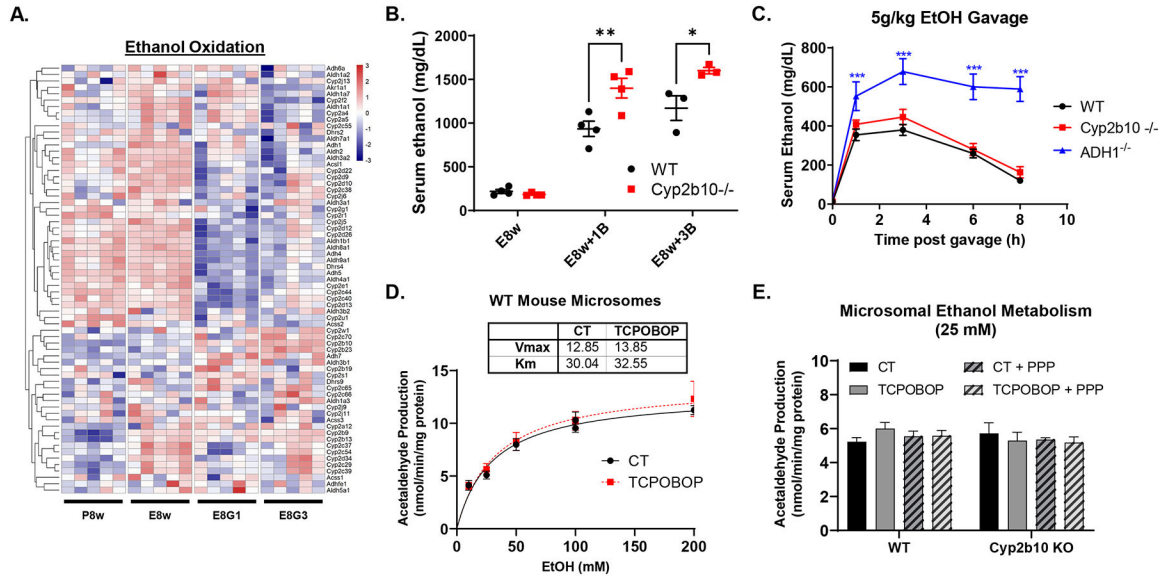 A.
Ethanol Oxidation
Adh6a
Aldh1a2
Cyp2j13
Akr1a1
Aldh1a7
Cyp2f2
Aldh1a1
Cyp2a4
Cyp2a5
Cyp2c55
Dhrs2
Aldh7a1
Adh1
Aldh2
Aldh3a2
Acsl1
Cyp2d22
Cyp2d9
Cyp2d10
Cyp2c38
Cyp2j6
Aldh3a1
Cyp2g1
Cyp2r1
Cyp2j5
Cyp2d12
Cyp2d26
Aldh1b1
Aldh8a1
Adh4
Aldh9a1
Dhrs4
Adh5
Aldh4a1
Cyp2e1
Cyp2c44
Cyp2c40
Cyp2d13
Aldh3b2
Cyp2u1
Acss2
Cyp2w1
Cyp2c70
Cyp2b10
Cyp2b23
Adh7
Aldh3b1
Cyp2b19
Cyp2s1
Dhrs9
Cyp2c65
Cyp2c66
Aldh1a3
Cyp2j9
Cyp2j11
Acss3
Cyp2a12
Cyp2b9
Cyp2b13
Cyp2c37
Cyp2c54
Cyp2d34
Cyp2c29
Cyp2c39
Acss1
Adhfe1
Aldh5a1
3
2
1
0
-1
-2
-3
P8w E8w E8G1 E8G3
B.
Serum ethanol (mg/dL)
2000
1500
1000
500
0
** *
WT
Cyp2b10-/-
E8w E8w+1B E8w+3B
C.
5g/kg EtOH Gavage
Serum Ethanol (mg/dL)
800
600
400
200
0
*** *** *** ***
WT
Cyp2b10 -/-
ADH1-/-
0 2 4 6 8 10
Time post gavage (h)
D.
WT Mouse Microsomes
CT TCPOBOP
Vmax 12.85 13.85
Km 30.04 32.55
Acetaldehyde Production
(nmol/min/mg protein)
15
10
5
0
CT
TCPOBOP
0 50 100 150 200
EtOH (mM)
E.
Microsomal Ethanol Metabolism
(25 mM)
Acetaldehyde Production
(nmol/min/mg protein)
10
8
6
4
2
0
CT CT + PPP
TCPOBOP TCPOBOP + PPP
WT Cyp2b10 KO